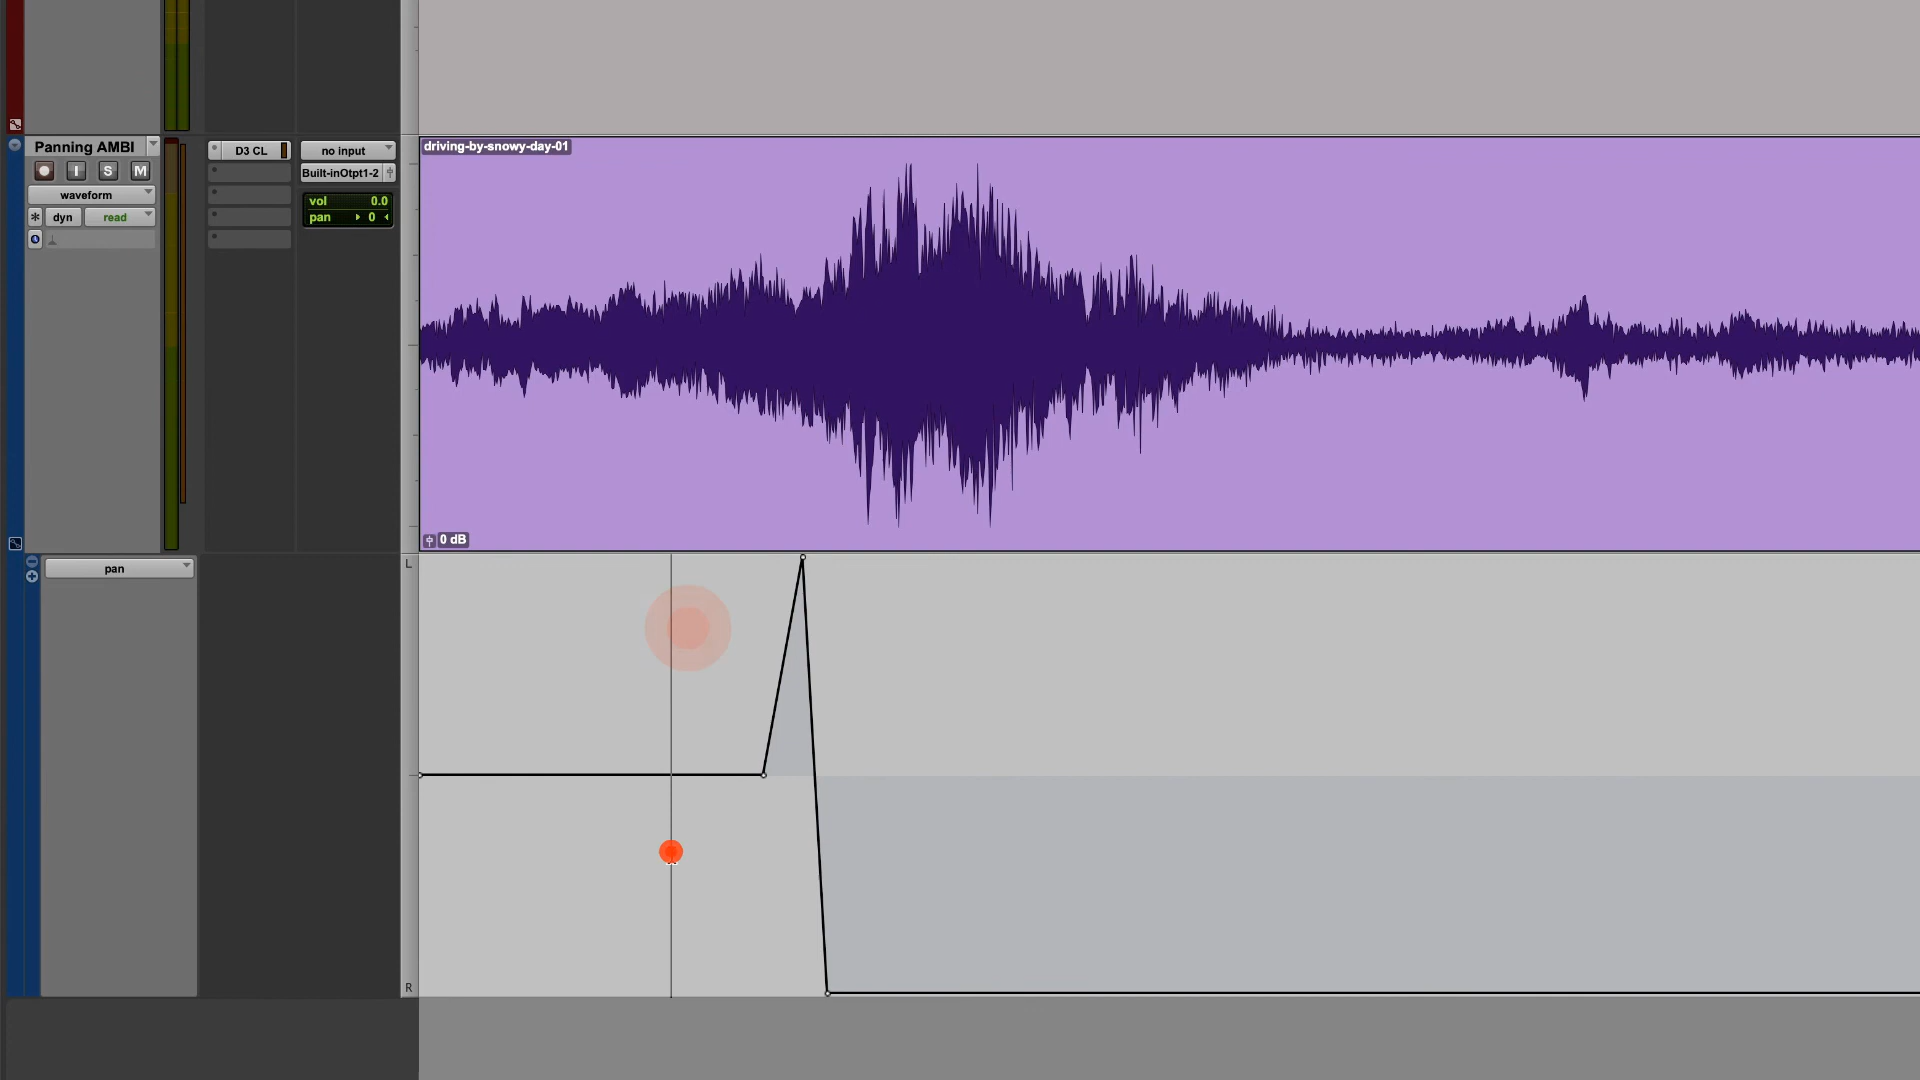 Panning AMBI
I S M
waveform
dyn read
D3 CL
no input
Built-inOtpt1-2
vol 0.0
pan 0
driving-by-snowy-day-01
0 dB
pan
L
R